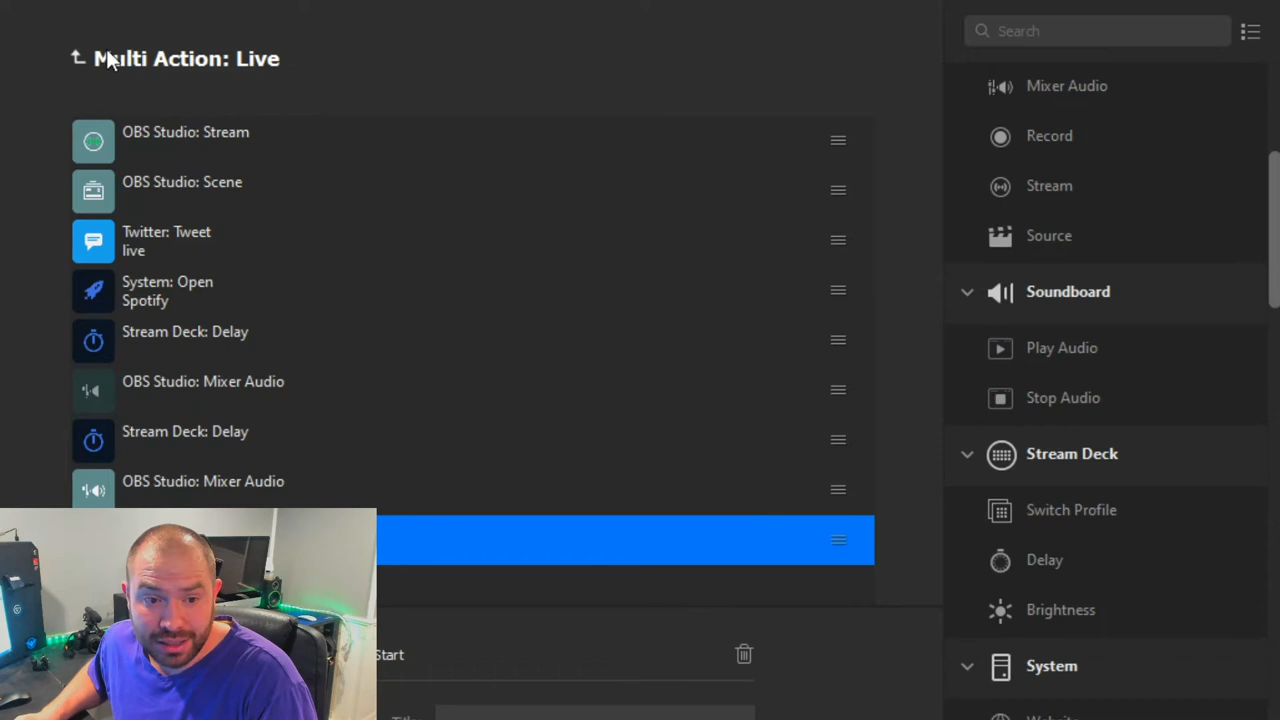 Multi Action: Live
OBS Studio: Stream
OBS Studio: Scene
Twitter: Tweet
live
System: Open
Spotify
Stream Deck: Delay
OBS Studio: Mixer Audio
Stream Deck: Delay
OBS Studio: Mixer Audio
Start
Search
Mixer Audio
Record
Stream
Source
Soundboard
Play Audio
Stop Audio
Stream Deck
Switch Profile
Delay
Brightness
System